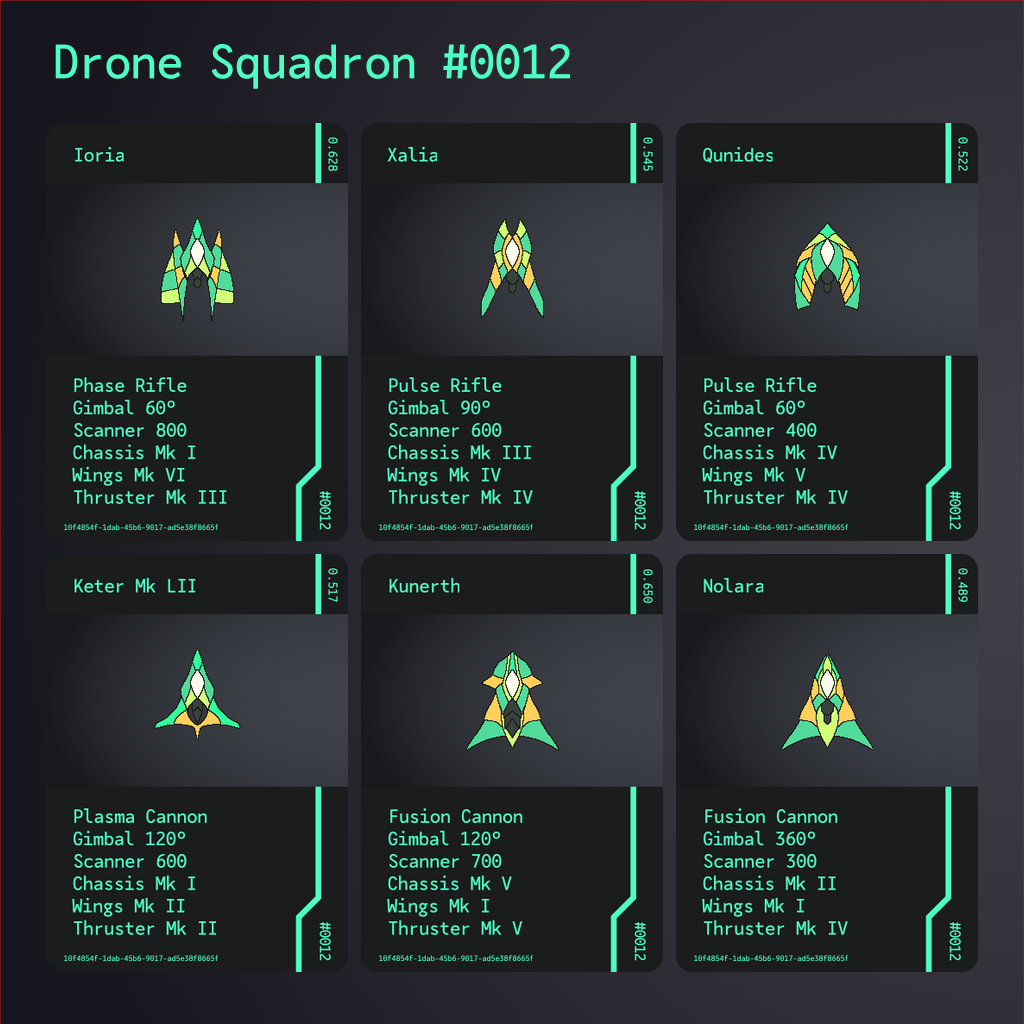 Drone Squadron #0012
Ioria
0.628
Phase Rifle
Gimbal 60º
Scanner 800
Chassis Mk I
Wings Mk VI
Thruster Mk III
#0012
10f4854f-1dab-45b6-9017-ad5e38f8665f
Xalia
0.545
Pulse Rifle
Gimbal 90º
Scanner 600
Chassis Mk III
Wings Mk IV
Thruster Mk IV
#0012
10f4854f-1dab-45b6-9017-ad5e38f8665f
Qunides
0.522
Pulse Rifle
Gimbal 60º
Scanner 400
Chassis Mk IV
Wings Mk V
Thruster Mk IV
#0012
10f4854f-1dab-45b6-9017-ad5e38f8665f
Keter Mk LII
0.517
Plasma Cannon
Gimbal 120º
Scanner 600
Chassis Mk I
Wings Mk II
Thruster Mk II
#0012
10f4854f-1dab-45b6-9017-ad5e38f8665f
Kunerth
0.650
Fusion Cannon
Gimbal 120º
Scanner 700
Chassis Mk V
Wings Mk I
Thruster Mk V
#0012
10f4854f-1dab-45b6-9017-ad5e38f8665f
Nolara
0.489
Fusion Cannon
Gimbal 360º
Scanner 300
Chassis Mk II
Wings Mk I
Thruster Mk IV
#0012
10f4854f-1dab-45b6-9017-ad5e38f8665f